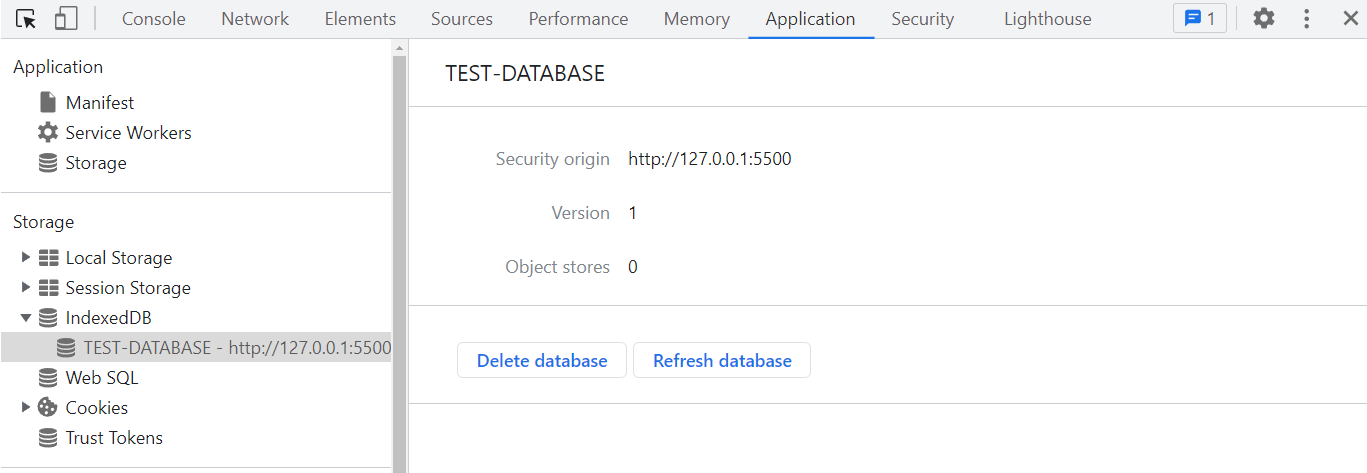 Console Network Elements Sources Performance Memory Application Security Lighthouse 1
Application
Manifest
Service Workers
Storage
Storage
Local Storage
Session Storage
IndexedDB
TEST-DATABASE - http://127.0.0.1:5500
Web SQL
Cookies
Trust Tokens
TEST-DATABASE
Security origin http://127.0.0.1:5500
Version 1
Object stores 0
Delete database Refresh database